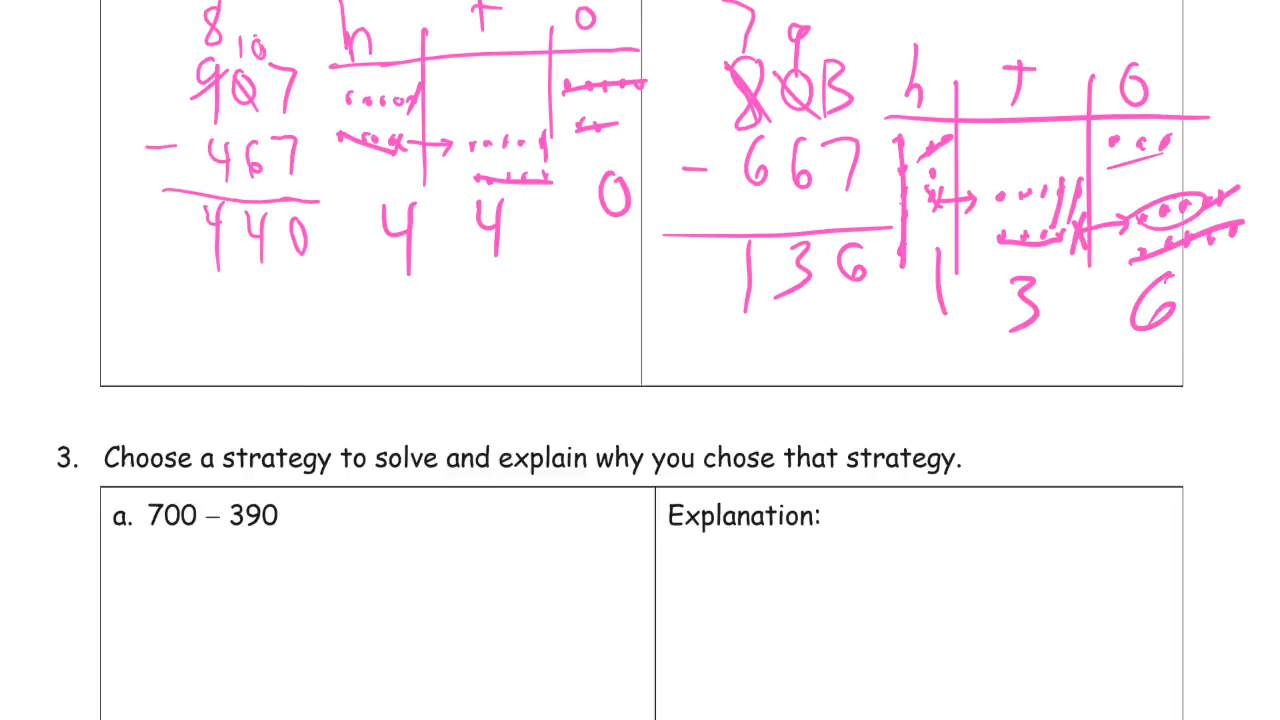 8
10
907
- 467
440
h t o
4 4 0
7
9
803
- 667
136
h T O
1 3 6
3. Choose a strategy to solve and explain why you chose that strategy.
a. 700 – 390
Explanation: